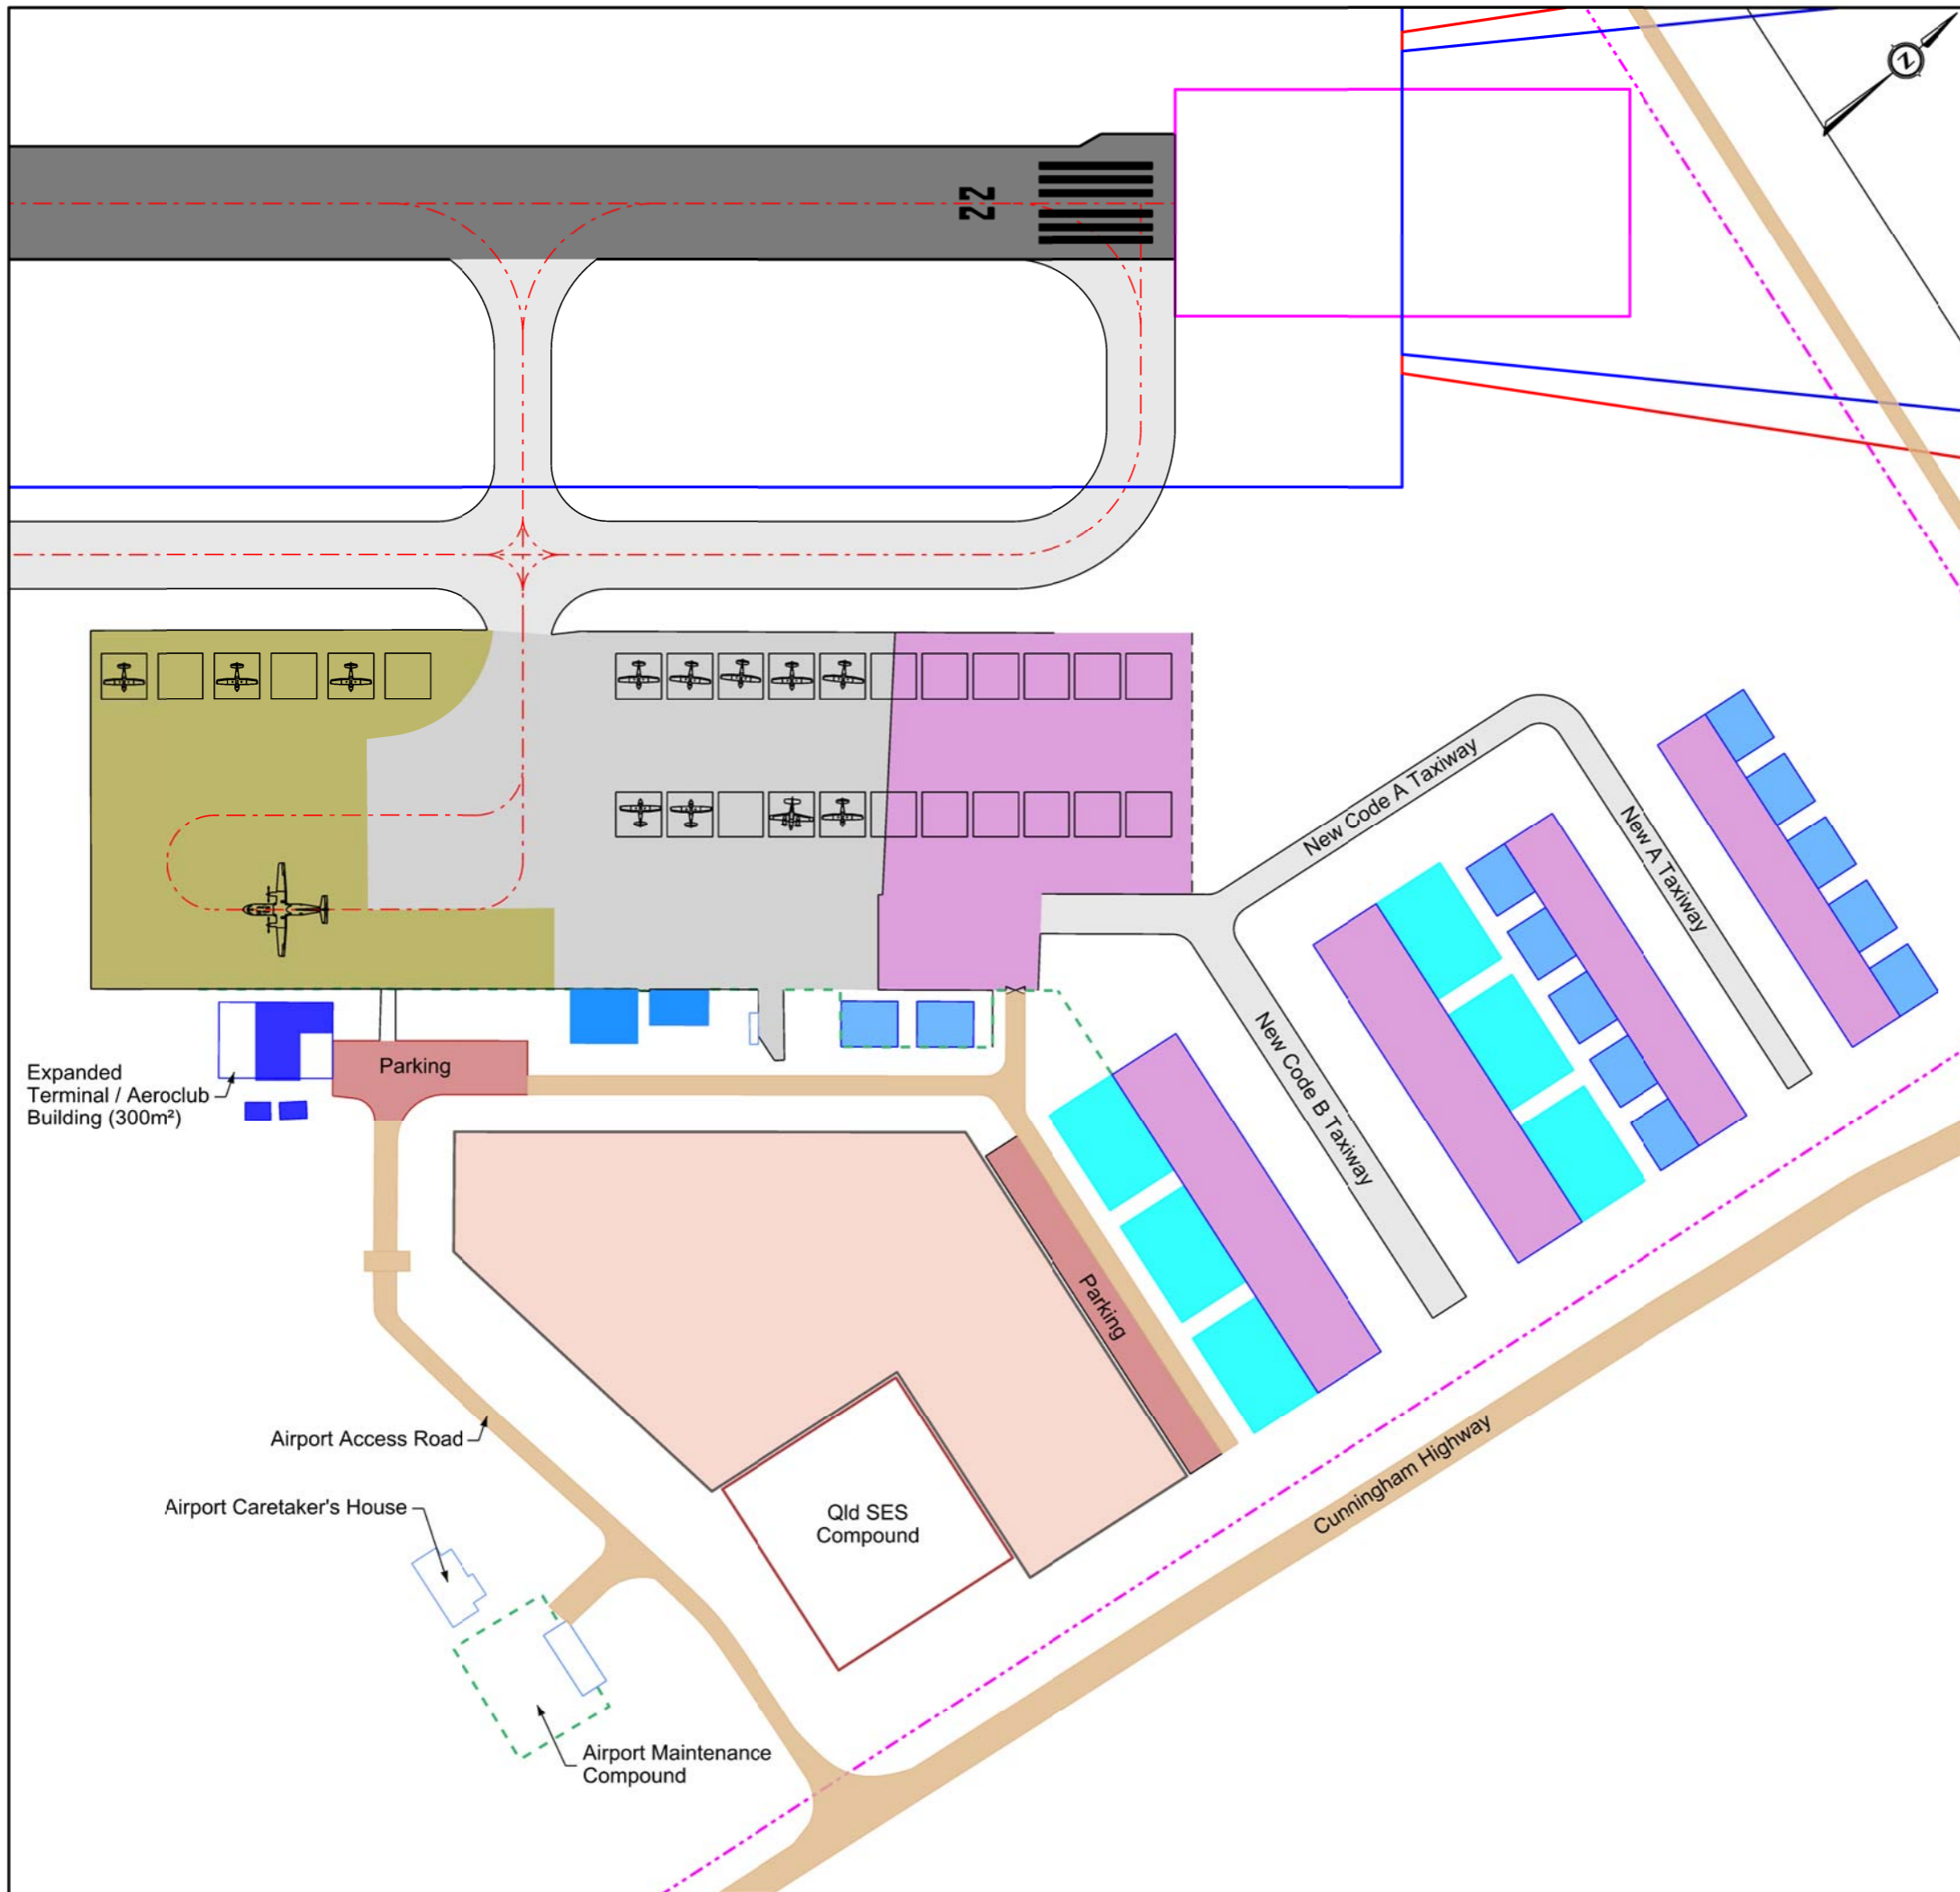 Z
22
New Code A Taxiway
New A Taxiway
New Code B Taxiway
Parking
Expanded
Terminal / Aeroclub
Building (300m²)
Parking
Airport Access Road
Cunningham Highway
Airport Caretaker's House
Qld SES
Compound
Airport Maintenance
Compound